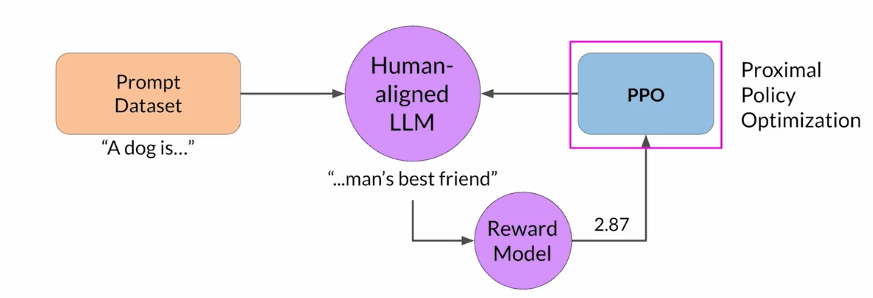 Prompt
Dataset
"A dog is..."
Human-
aligned
LLM
"...man's best friend"
PPO
Proximal
Policy
Optimization
Reward
Model
2.87